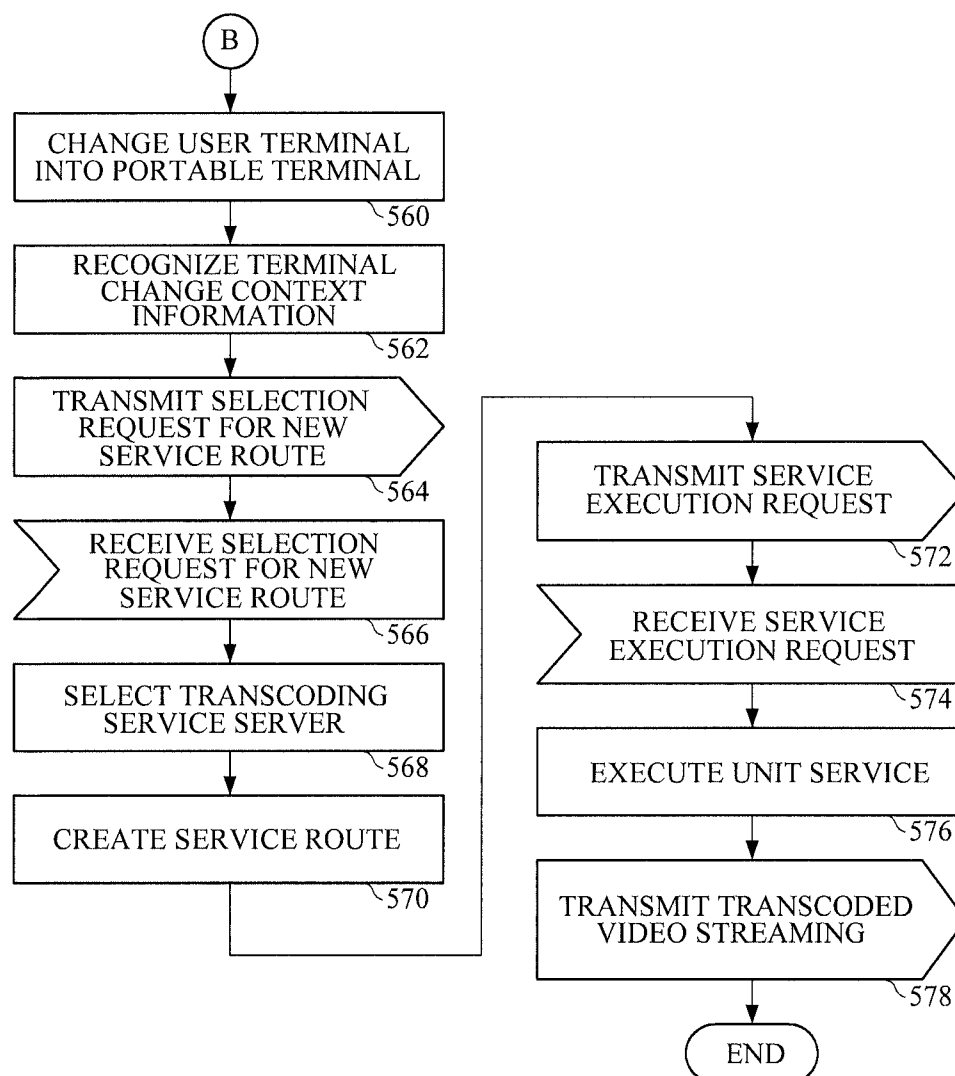 B
CHANGE USER TERMINAL
INTO PORTABLE TERMINAL
560
RECOGNIZE TERMINAL
CHANGE CONTEXT
INFORMATION
562
TRANSMIT SELECTION
REQUEST FOR NEW
SERVICE ROUTE
564
RECEIVE SELECTION
REQUEST FOR NEW
SERVICE ROUTE
566
SELECT TRANSCODING
SERVICE SERVER
568
CREATE SERVICE ROUTE
570
TRANSMIT SERVICE
EXECUTION REQUEST
572
RECEIVE SERVICE
EXECUTION REQUEST
574
EXECUTE UNIT SERVICE
576
TRANSMIT TRANSCODED
VIDEO STREAMING
578
END